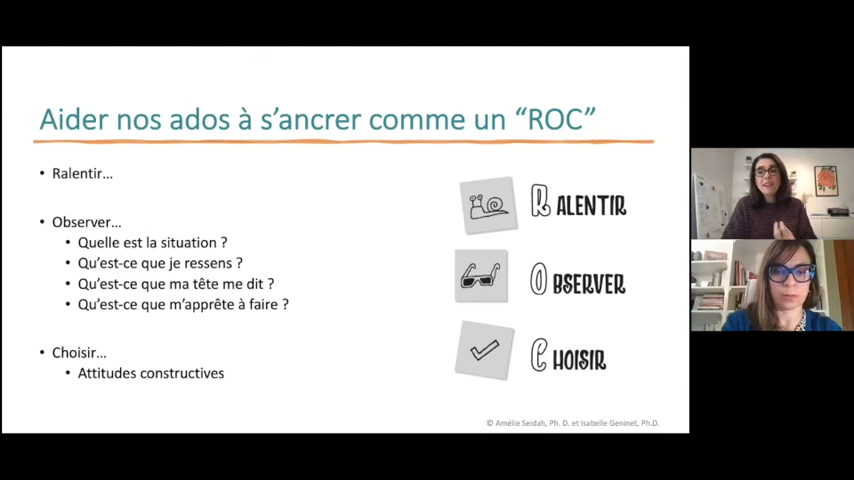 Aider nos ados à s’ancrer comme un “ROC”
• Ralentir…
• Observer…
• Quelle est la situation ?
• Qu’est-ce que je ressens ?
• Qu’est-ce que ma tête me dit ?
• Qu’est-ce que m’apprête à faire ?
• Choisir…
• Attitudes constructives
RALENTIR
OBSERVER
CHOISIR
© Amélie Seidah, Ph. D. et Isabelle Geninet, Ph.D.